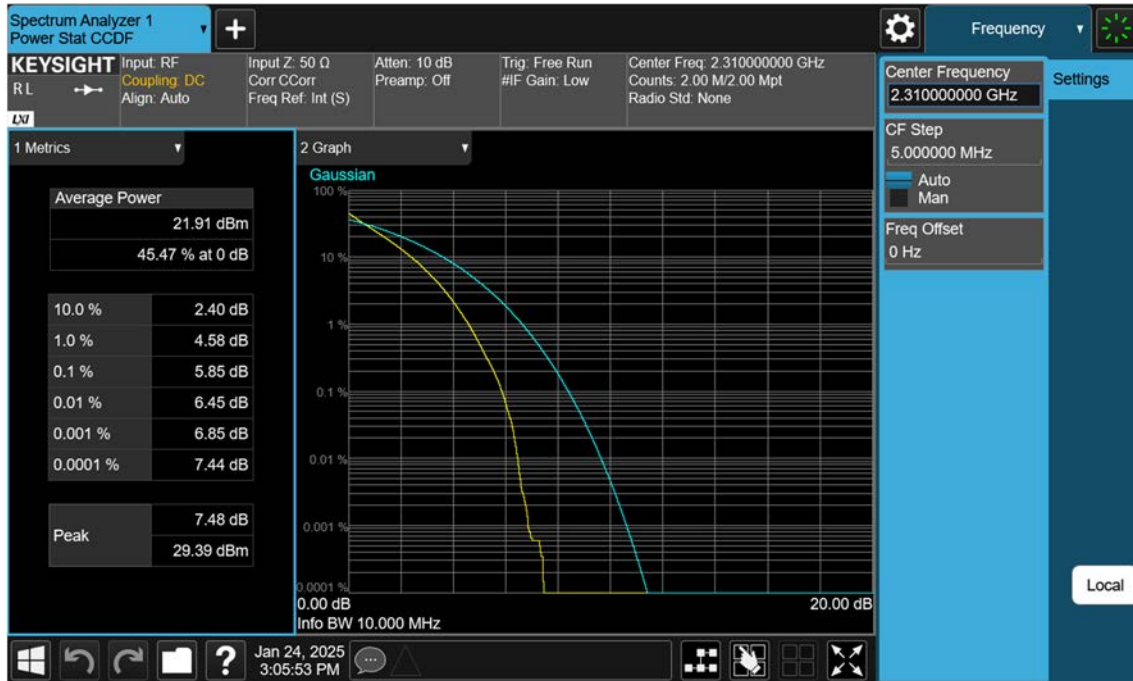 Spectrum Analyzer 1
Power Stat CCDF
+
Frequency
KEYSIGHT
RL
LXI
Input: RF
Coupling: DC
Align: Auto
Input Z: 50 Ω
Corr CCorr
Freq Ref: Int (S)
Atten: 10 dB
Preamp: Off
Trig: Free Run
#IF Gain: Low
Center Freq: 2.310000000 GHz
Counts: 2.00 M/2.00 Mpt
Radio Std: None
Center Frequency
2.310000000 GHz
Settings
CF Step
5.000000 MHz
Auto
Man
Freq Offset
0 Hz
Local
1 Metrics
Average Power
21.91 dBm
45.47 % at 0 dB
10.0 % 2.40 dB
1.0 % 4.58 dB
0.1 % 5.85 dB
0.01 % 6.45 dB
0.001 % 6.85 dB
0.0001 % 7.44 dB
Peak
7.48 dB
29.39 dBm
2 Graph
Gaussian
100 %
10 %
1 %
0.1 %
0.01 %
0.001 %
0.0001 %
0.00 dB 20.00 dB
Info BW 10.000 MHz
?
Jan 24, 2025
3:05:53 PM